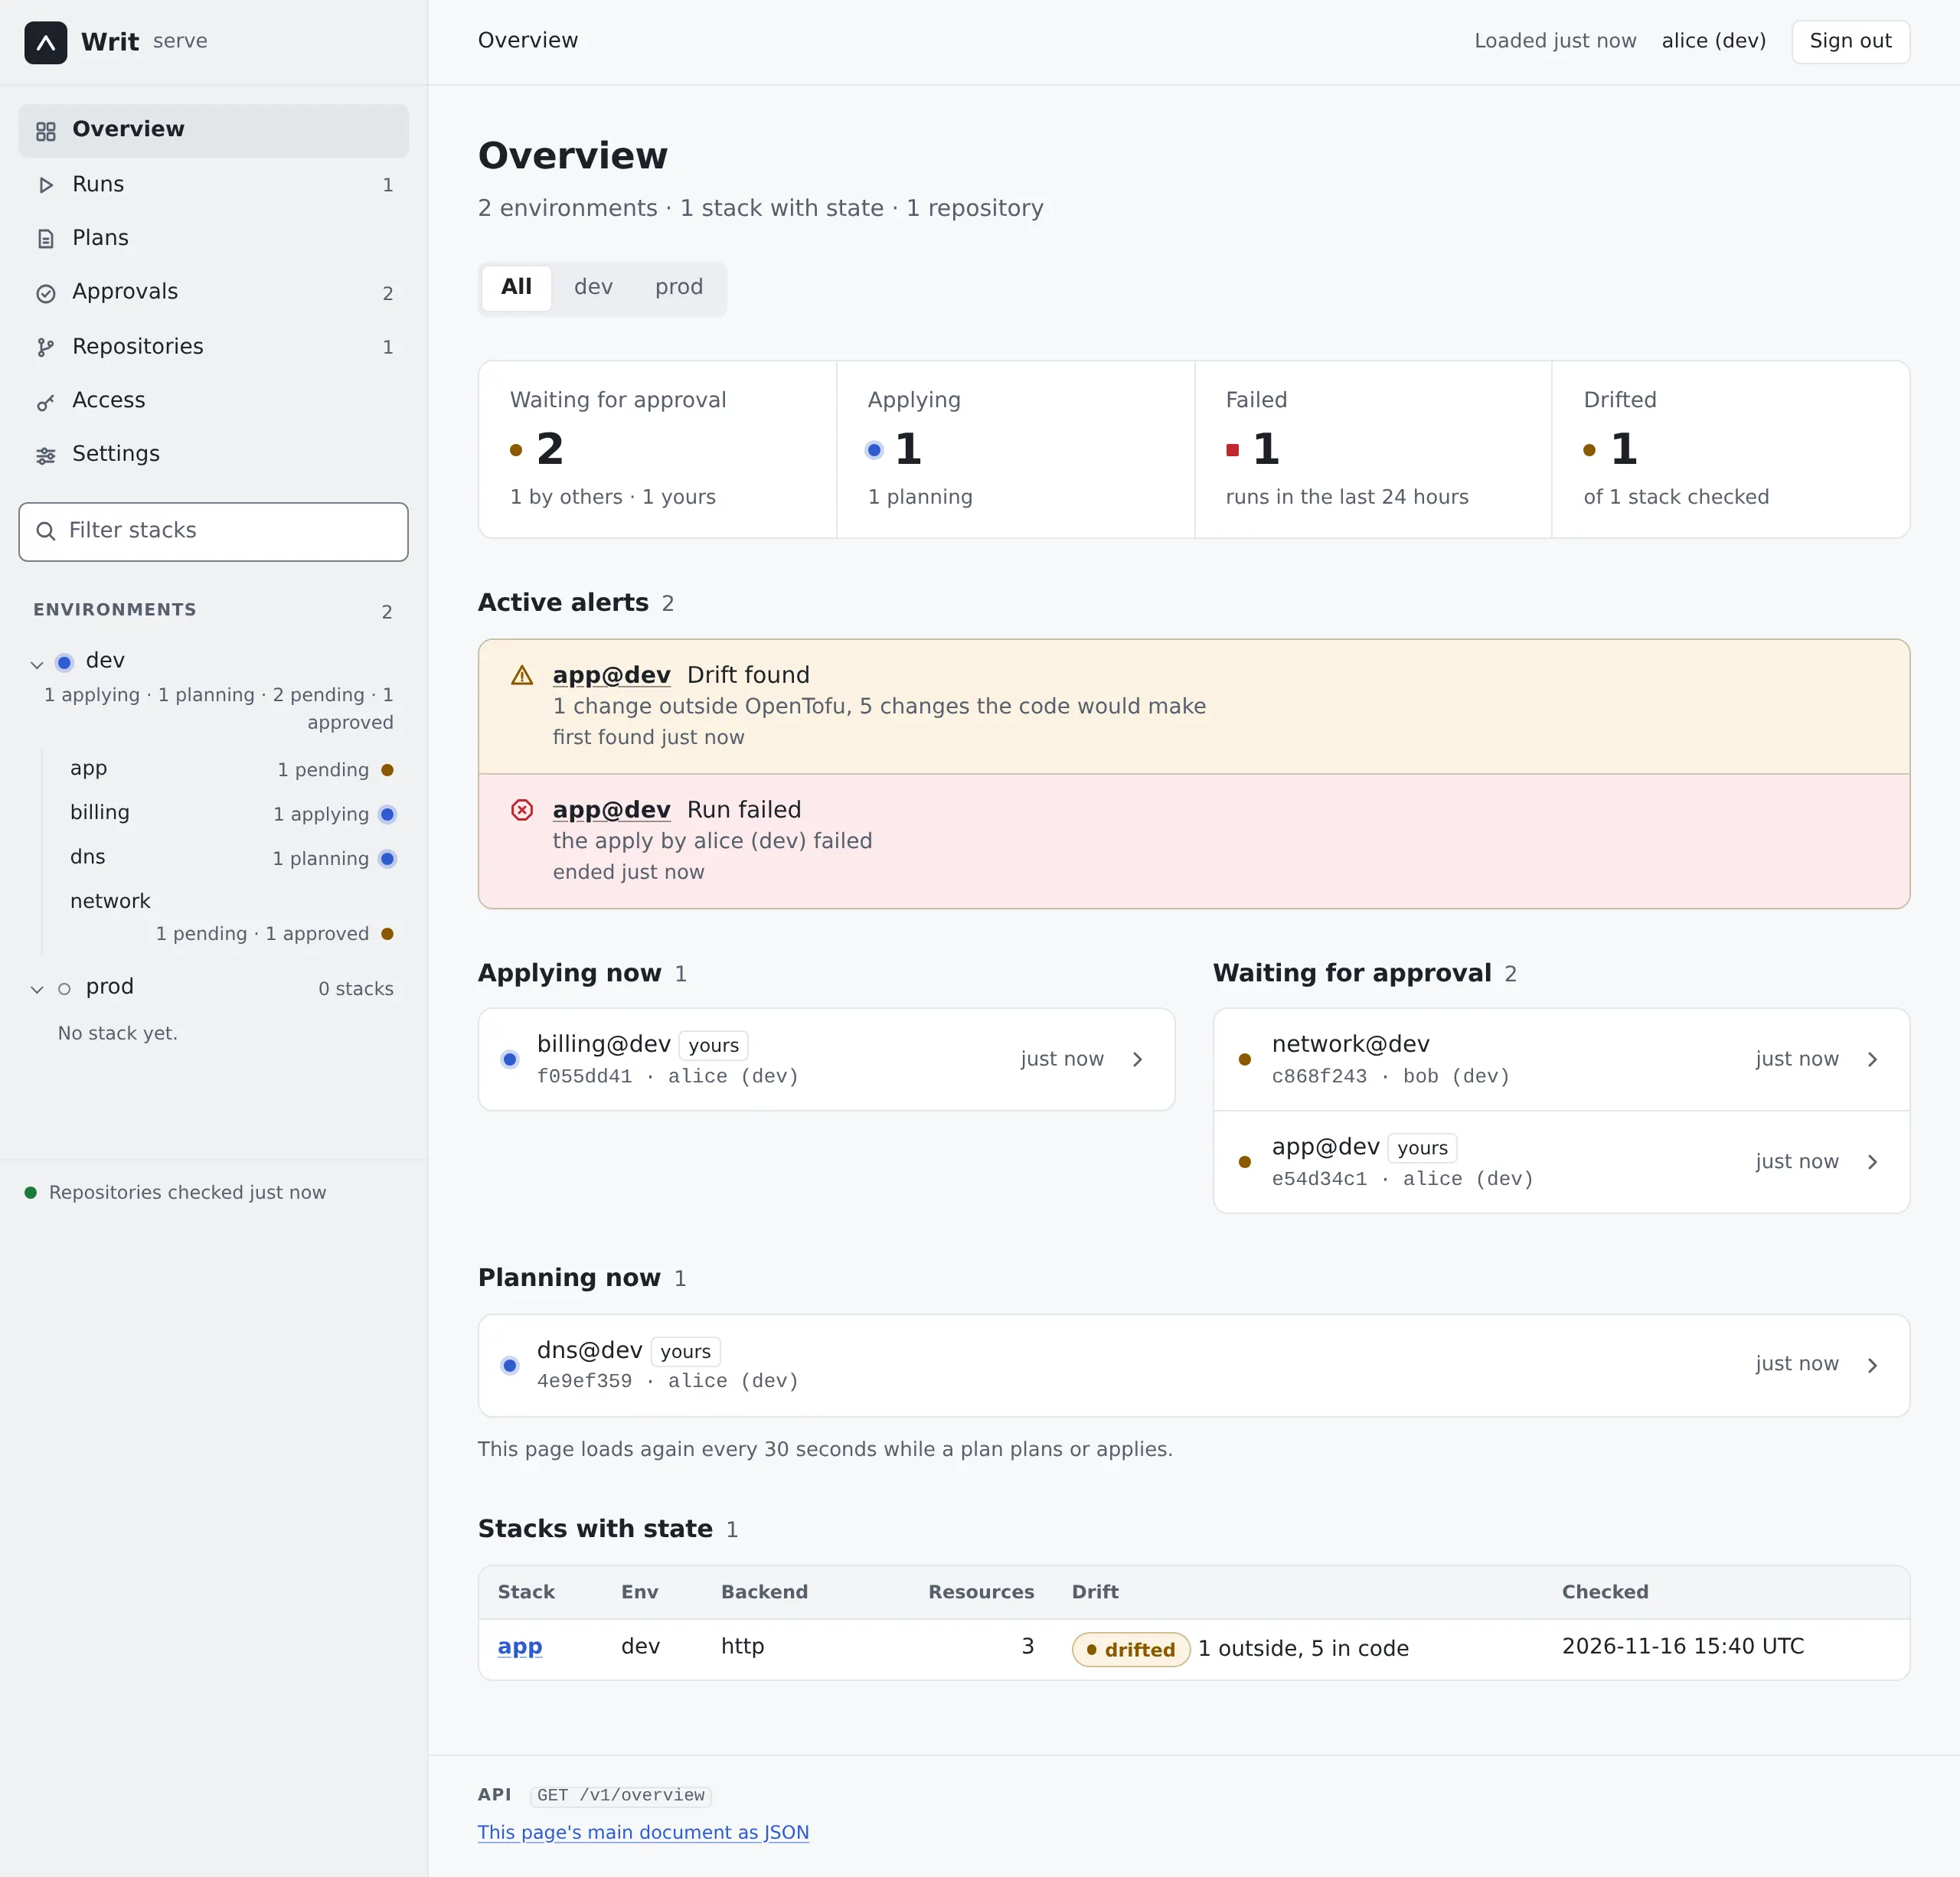 Writ serve
Overview
Runs 1
Plans
Approvals 2
Repositories 1
Access
Settings
Filter stacks
ENVIRONMENTS 2
dev
1 applying · 1 planning · 2 pending · 1
approved
app 1 pending
billing 1 applying
dns 1 planning
network
1 pending · 1 approved
prod 0 stacks
No stack yet.
Repositories checked just now
Overview Loaded just now alice (dev) Sign out
Overview
2 environments · 1 stack with state · 1 repository
All dev prod
Waiting for approval
2
1 by others · 1 yours
Applying
1
1 planning
Failed
1
runs in the last 24 hours
Drifted
1
of 1 stack checked
Active alerts 2
app@dev Drift found
1 change outside OpenTofu, 5 changes the code would make
first found just now
app@dev Run failed
the apply by alice (dev) failed
ended just now
Applying now 1
billing@dev yours
f055dd41 · alice (dev)
just now
Waiting for approval 2
network@dev
c868f243 · bob (dev)
just now
app@dev yours
e54d34c1 · alice (dev)
just now
Planning now 1
dns@dev yours
4e9ef359 · alice (dev)
just now
This page loads again every 30 seconds while a plan plans or applies.
Stacks with state 1
Stack Env Backend Resources Drift Checked
app dev http 3 drifted 1 outside, 5 in code 2026-11-16 15:40 UTC
API GET /v1/overview
This page's main document as JSON